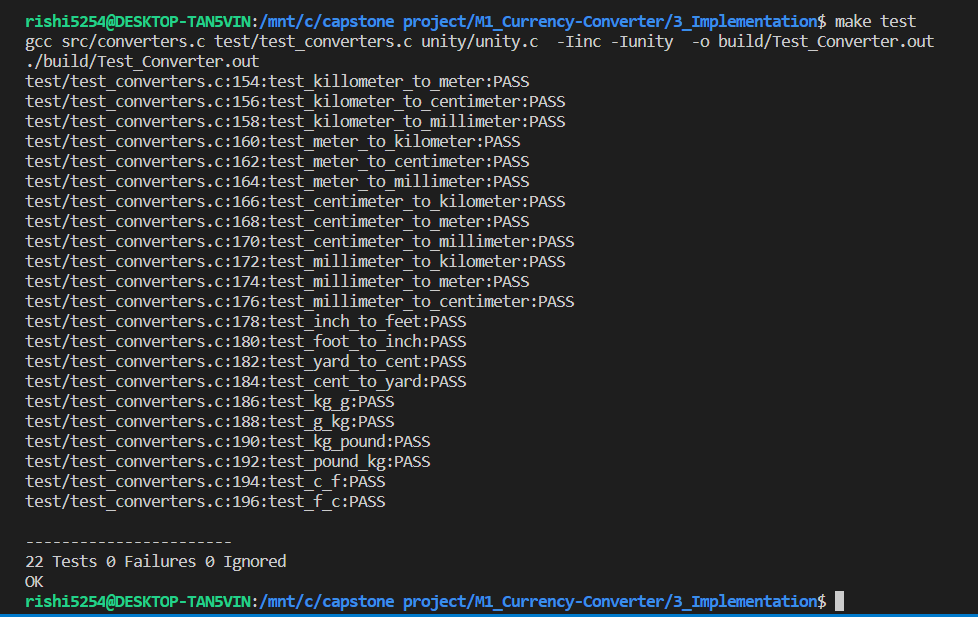 rishi5254@DESKTOP-TAN5VIN:/mnt/c/capstone project/M1_Currency-Converter/3_Implementation$ make test
gcc src/converters.c test/test_converters.c unity/unity.c  -Iinc -Iunity  -o build/Test_Converter.out
./build/Test_Converter.out
test/test_converters.c:154:test_killometer_to_meter:PASS
test/test_converters.c:156:test_kilometer_to_centimeter:PASS
test/test_converters.c:158:test_kilometer_to_millimeter:PASS
test/test_converters.c:160:test_meter_to_kilometer:PASS
test/test_converters.c:162:test_meter_to_centimeter:PASS
test/test_converters.c:164:test_meter_to_millimeter:PASS
test/test_converters.c:166:test_centimeter_to_kilometer:PASS
test/test_converters.c:168:test_centimeter_to_meter:PASS
test/test_converters.c:170:test_centimeter_to_millimeter:PASS
test/test_converters.c:172:test_millimeter_to_kilometer:PASS
test/test_converters.c:174:test_millimeter_to_meter:PASS
test/test_converters.c:176:test_millimeter_to_centimeter:PASS
test/test_converters.c:178:test_inch_to_feet:PASS
test/test_converters.c:180:test_foot_to_inch:PASS
test/test_converters.c:182:test_yard_to_cent:PASS
test/test_converters.c:184:test_cent_to_yard:PASS
test/test_converters.c:186:test_kg_g:PASS
test/test_converters.c:188:test_g_kg:PASS
test/test_converters.c:190:test_kg_pound:PASS
test/test_converters.c:192:test_pound_kg:PASS
test/test_converters.c:194:test_c_f:PASS
test/test_converters.c:196:test_f_c:PASS
-----------------------
22 Tests 0 Failures 0 Ignored
OK
rishi5254@DESKTOP-TAN5VIN:/mnt/c/capstone project/M1_Currency-Converter/3_Implementation$